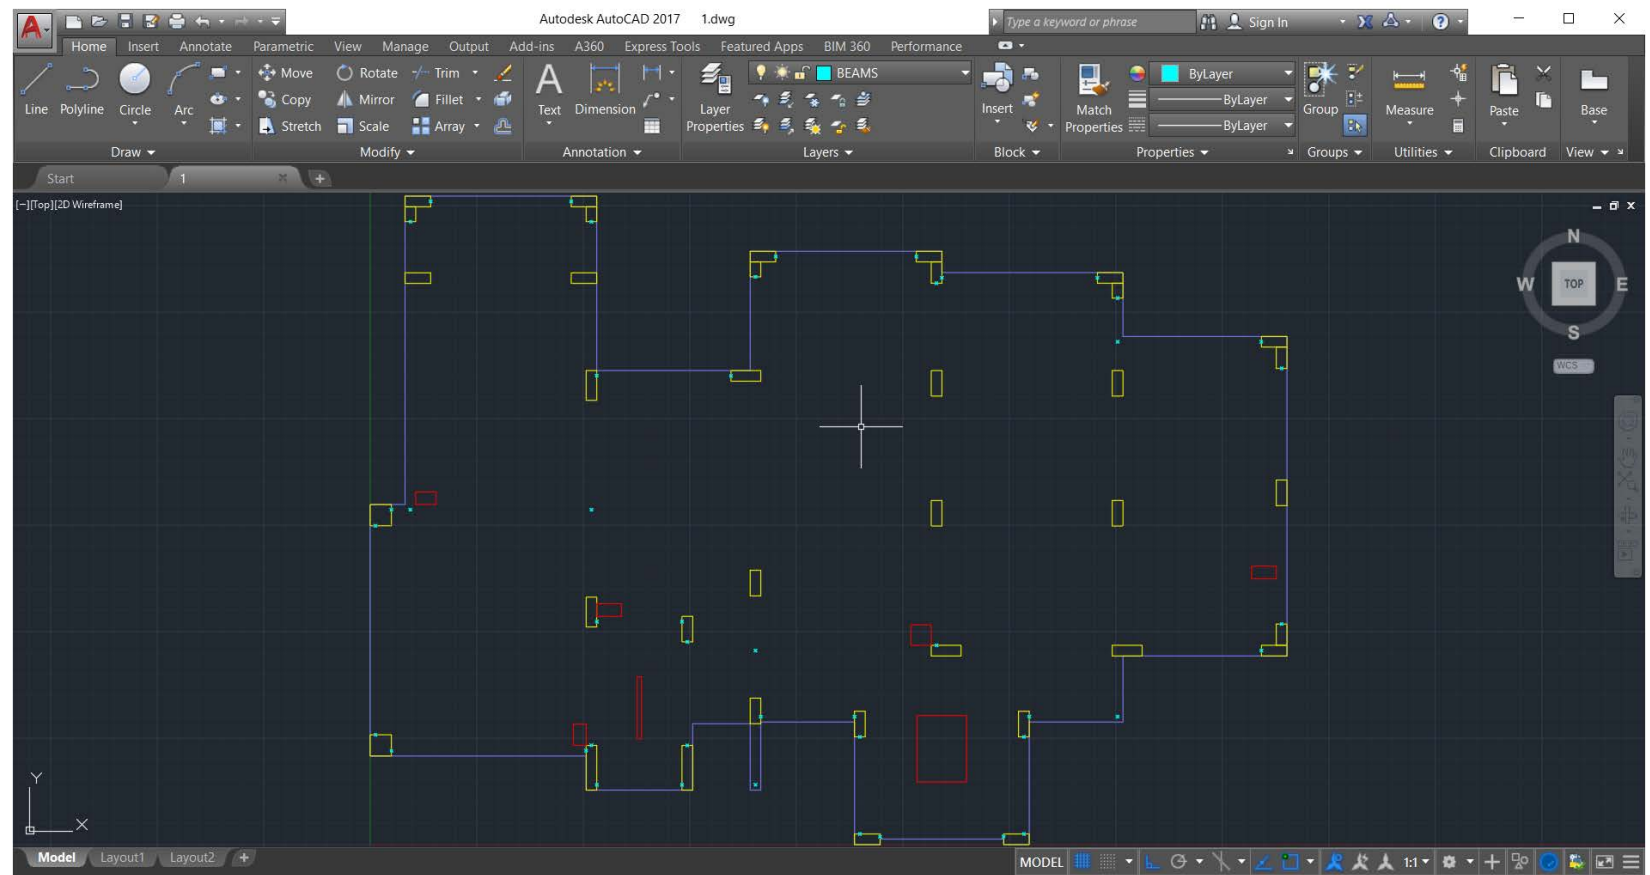 Autodesk AutoCAD 2017 1.dwg
Type a keyword or phrase
Sign In
Home Insert Annotate Parametric View Manage Output Add-ins A360 Express Tools Featured Apps BIM 360 Performance
Line Polyline Circle Arc
Move Rotate Trim
Copy Mirror Fillet
Stretch Scale Array
Text Dimension
Layer Properties
BEAMS
Insert
Match Properties
ByLayer
ByLayer
ByLayer
Group
Measure
Paste
Base
Draw Modify Annotation Layers Block Properties Groups Utilities Clipboard View
Start 1
[−][Top][2D Wireframe]
N
W TOP E
S
WCS
Y
X
Model Layout1 Layout2
MODEL 1:1